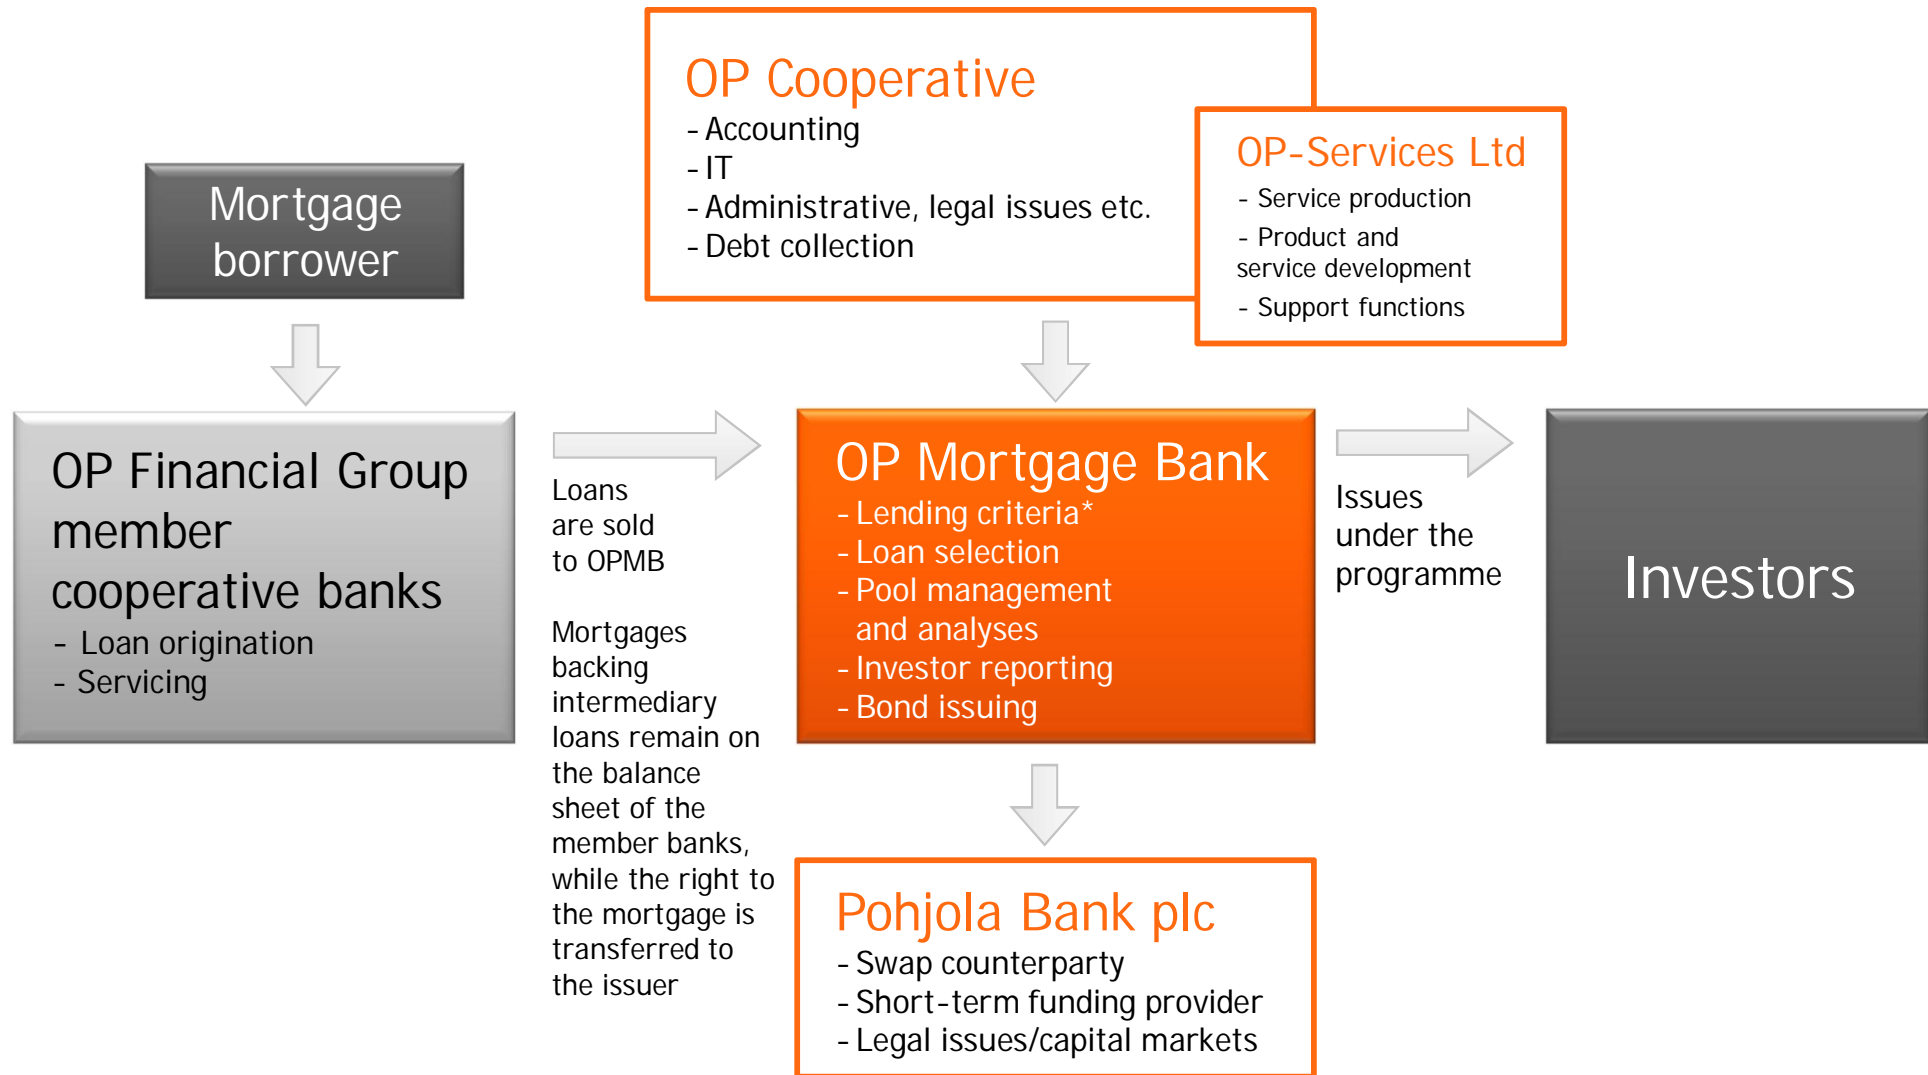 OP Cooperative
- Accounting
- IT
- Administrative, legal issues etc.
- Debt collection
OP-Services Ltd
- Service production
- Product and
service development
- Support functions
Mortgage
borrower
OP Financial Group
member
cooperative banks
- Loan origination
- Servicing
Loans
are sold
to OPMB
Mortgages
backing
intermediary
loans remain on
the balance
sheet of the
member banks,
while the right to
the mortgage is
transferred to
the issuer
OP Mortgage Bank
- Lending criteria*
- Loan selection
- Pool management
and analyses
- Investor reporting
- Bond issuing
Issues
under the
programme
Investors
Pohjola Bank plc
- Swap counterparty
- Short-term funding provider
- Legal issues/capital markets